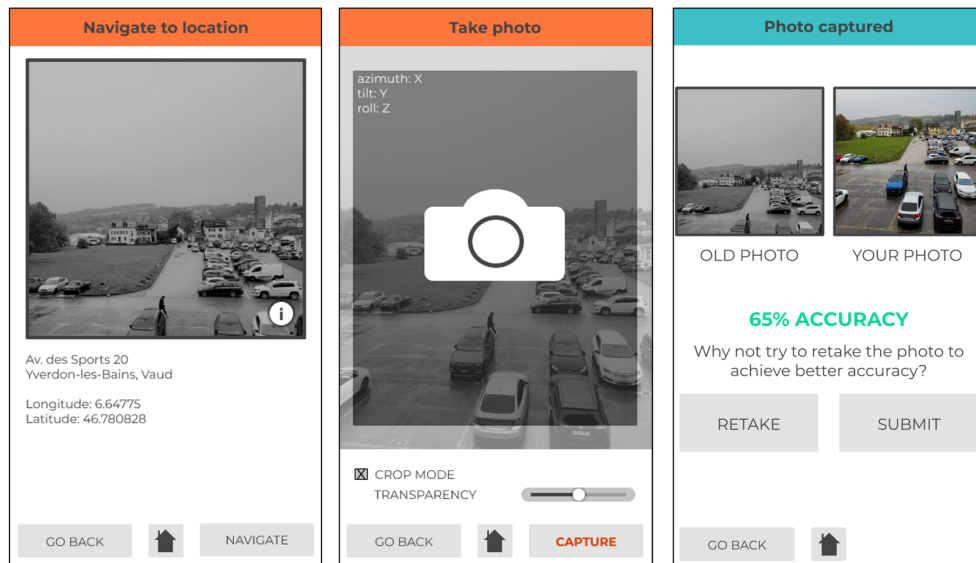 Navigate to location
Av. des Sports 20
Yverdon-les-Bains, Vaud
Longitude: 6.64775
Latitude: 46.780828
GO BACK
NAVIGATE
Take photo
azimuth: X
tilt: Y
roll: Z
X CROP MODE
TRANSPARENCY
GO BACK
CAPTURE
Photo captured
OLD PHOTO
YOUR PHOTO
65% ACCURACY
Why not try to retake the photo to
achieve better accuracy?
RETAKE
SUBMIT
GO BACK